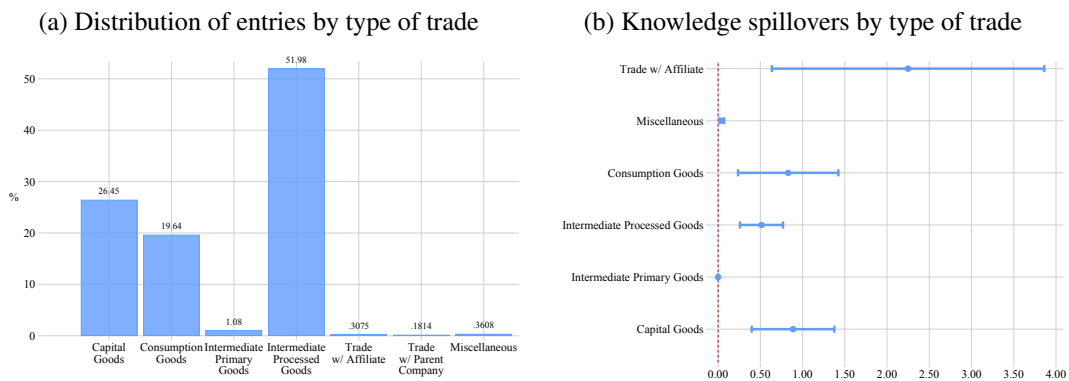 (a) Distribution of entries by type of trade
51.98
50
40
30
%
26.45
20
19.64
10
1.08
.3075
.1814
.3608
0
Capital
Goods
Consumption
Goods
Intermediate
Primary
Goods
Intermediate
Processed
Goods
Trade
w/ Affiliate
Trade
w/ Parent
Company
Miscellaneous
(b) Knowledge spillovers by type of trade
Trade w/ Affiliate
Miscellaneous
Consumption Goods
Intermediate Processed Goods
Intermediate Primary Goods
Capital Goods
0.00 0.50 1.00 1.50 2.00 2.50 3.00 3.50 4.00